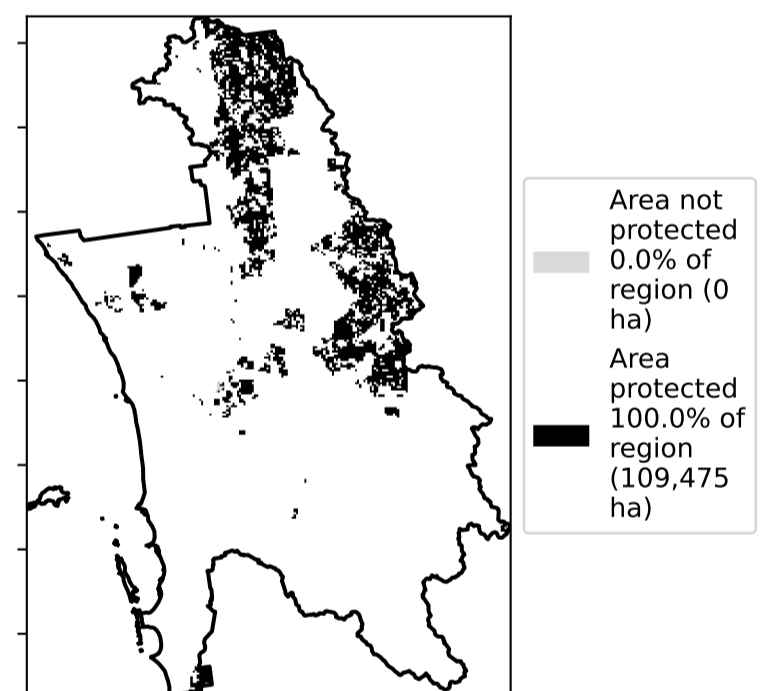 Area not
protected
0.0% of
region (0
ha)
Area
protected
100.0% of
region
(109,475
ha)